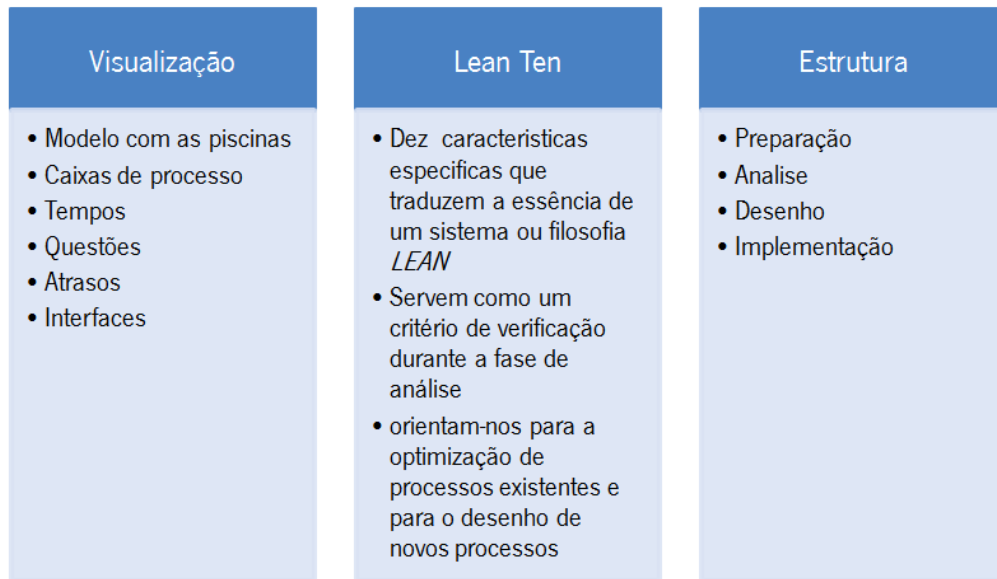 Visualização
• Modelo com as piscinas
• Caixas de processo
• Tempos
• Questões
• Atrasos
• Interfaces
Lean Ten
• Dez caracteristicas
especificas que
traduzem a essência de
um sistema ou filosofia
LEAN
• Servem como um
critério de verificação
durante a fase de
análise
• orientam-nos para a
optimização de
processos existentes e
para o desenho de
novos processos
Estrutura
• Preparação
• Analise
• Desenho
• Implementação